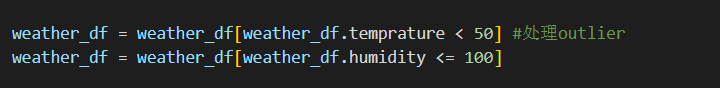 weather_df = weather_df[weather_df.temprature < 50] #处理outlier
weather_df = weather_df[weather_df.humidity <= 100]